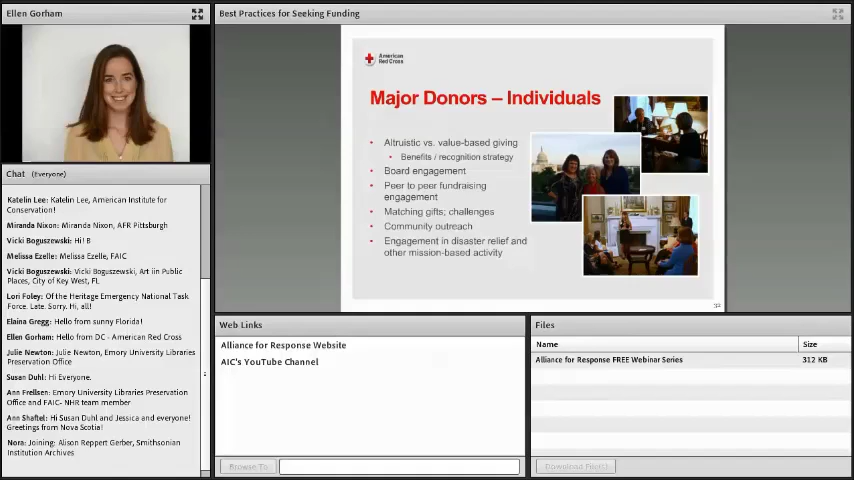 Ellen Gorham
Best Practices for Seeking Funding
American
Red Cross
Major Donors – Individuals
• Altruistic vs. value-based giving
• Benefits / recognition strategy
• Board engagement
• Peer to peer fundraising
engagement
• Matching gifts; challenges
• Community outreach
• Engagement in disaster relief and
other mission-based activity
32
Chat (Everyone)
Katelin Lee: Katelin Lee, American Institute for
Conservation!
Miranda Nixon: Miranda Nixon, AFR Pittsburgh
Vicki Boguszewski: Hi! B
Melissa Ezelle: Melissa Ezelle, FAIC
Vicki Boguszewski: Vicki Boguszewski, Art iin Public
Places, City of Key West, FL
Lori Foley: Of the Heritage Emergency National Task
Force. Late. Sorry. Hi, all!
Elaina Gregg: Hello from sunny Florida!
Ellen Gorham: Hello from DC - American Red Cross
Julie Newton: Julie Newton, Emory University Libraries
Preservation Office
Susan Duhl: Hi Everyone.
Ann Frellsen: Emory University Libraries Preservation
Office and FAIC- NHR team member
Ann Shaftel: Hi Susan Duhl and Jessica and everyone!
Greetings from Nova Scotia!
Nora: Joining: Alison Reppert Gerber, Smithsonian
Institution Archives
Web Links
Alliance for Response Website
AIC's YouTube Channel
Browse To
Files
Name Size
Alliance for Response FREE Webinar Series 312 KB
Download File(s)